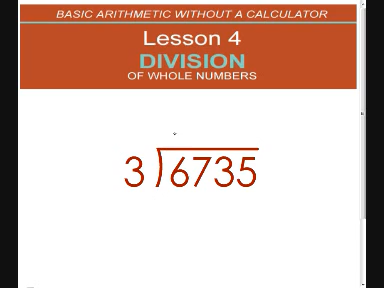 BASIC ARITHMETIC WITHOUT A CALCULATOR
Lesson 4
DIVISION
OF WHOLE NUMBERS
3)6735